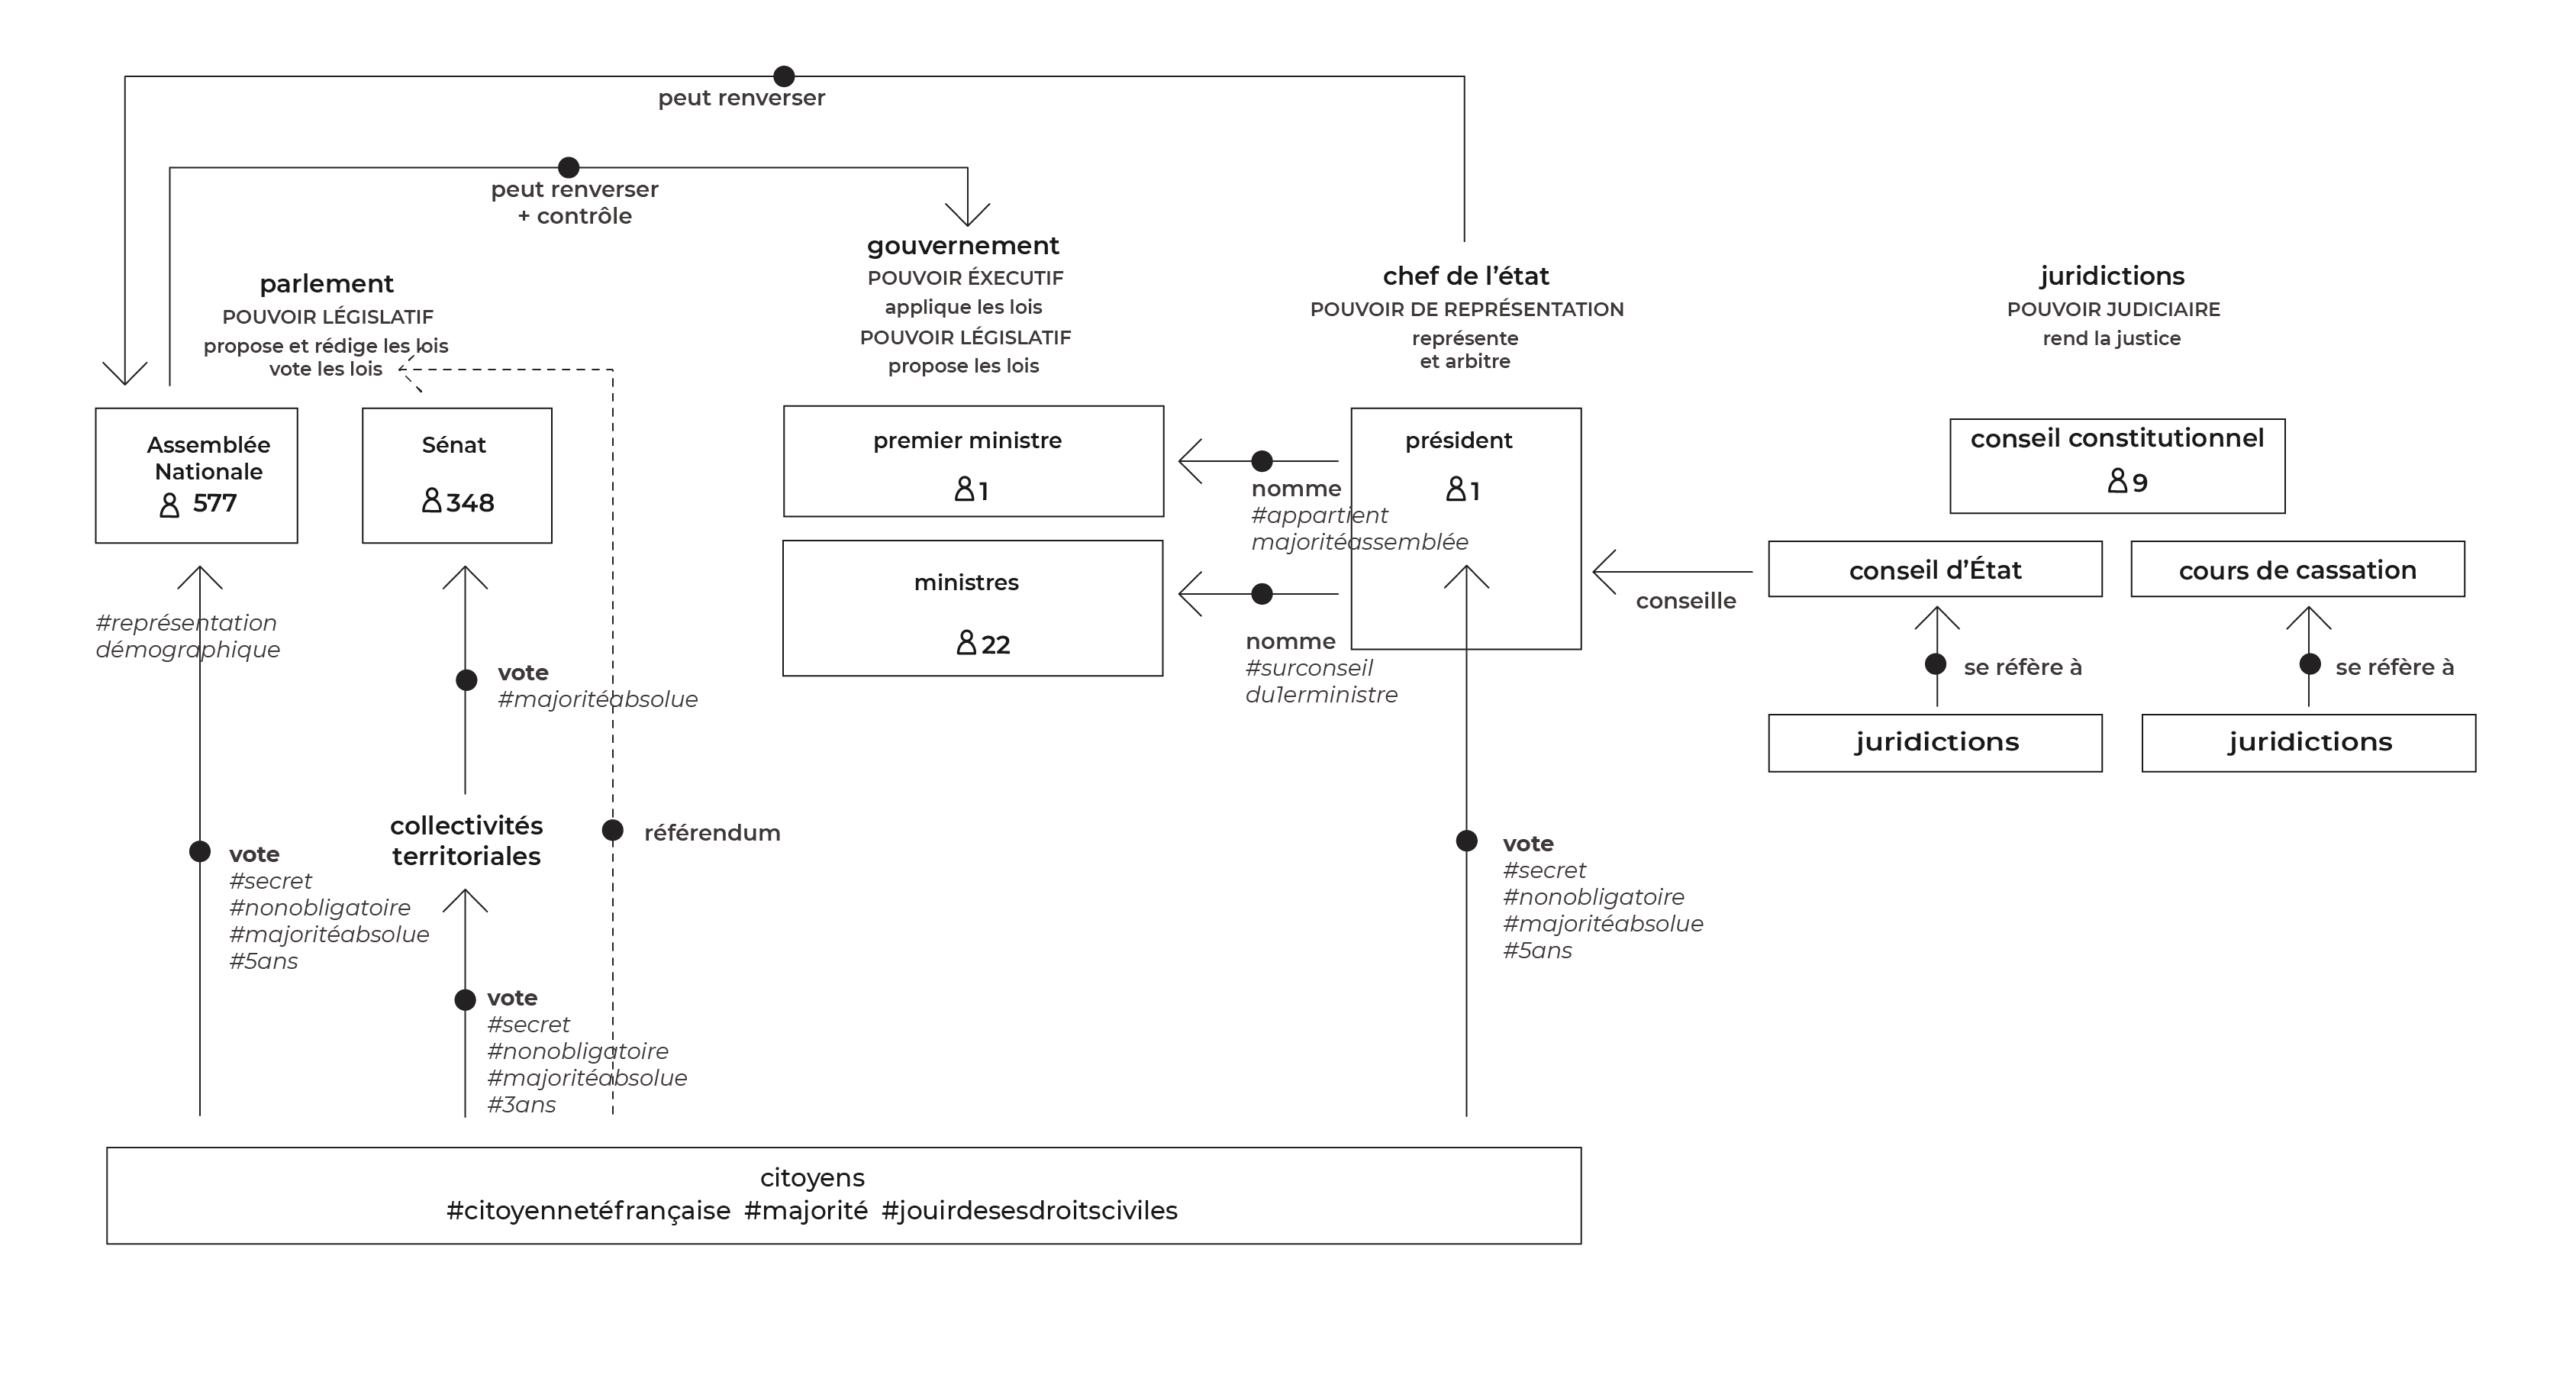 peut renverser
peut renverser
+ contrôle
parlement
POUVOIR LÉGISLATIF
propose et rédige les lois
vote les lois
gouvernement
POUVOIR ÉXECUTIF
applique les lois
POUVOIR LÉGISLATIF
propose les lois
chef de l’état
POUVOIR DE REPRÉSENTATION
représente
et arbitre
juridictions
POUVOIR JUDICIAIRE
rend la justice
Assemblée
Nationale
577
Sénat
348
premier ministre
1
ministres
22
nomme
#appartient
majoritéassemblée
nomme
#surconseil
du1erministre
président
1
conseille
conseil constitutionnel
9
conseil d’État
cours de cassation
se réfère à
se réfère à
juridictions
juridictions
#représentation
démographique
vote
#majoritéabsolue
collectivités
territoriales
référendum
vote
#secret
#nonobligatoire
#majoritéabsolue
#5ans
vote
#secret
#nonobligatoire
#majoritéabsolue
#3ans
vote
#secret
#nonobligatoire
#majoritéabsolue
#5ans
citoyens
#citoyennetéfrançaise #majorité #jouirdesesdroitsciviles